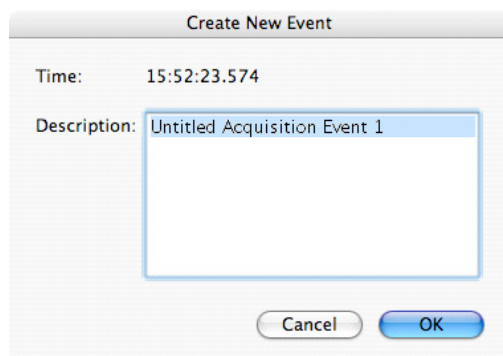 Create New Event
Time: 15:52:23.574
Description: Untitled Acquisition Event 1
Cancel OK